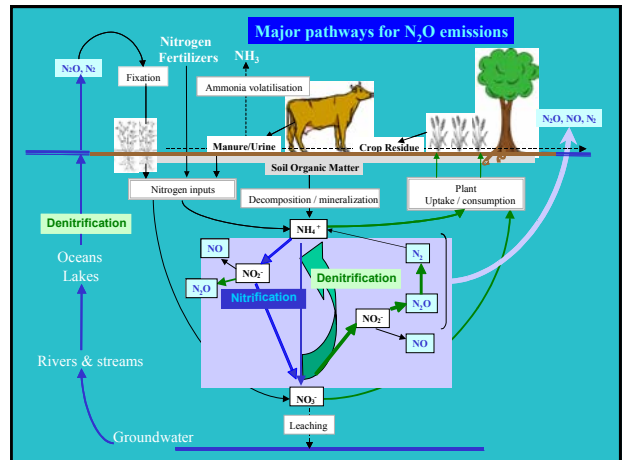 Major pathways for N₂O emissions
Nitrogen
Fertilizers
NH₃
N₂O, N₂
Fixation
Ammonia volatilisation
N₂O, NO, N₂
Manure/Urine
Crop Residue
Soil Organic Matter
Nitrogen inputs
Decomposition / mineralization
Plant
Uptake / consumption
Denitrification
NH₄⁺
NO
N₂
NO₂⁻
Denitrification
Oceans
Lakes
N₂O
Nitrification
N₂O
NO₂⁻
NO
Rivers & streams
NO₃⁻
Leaching
Groundwater